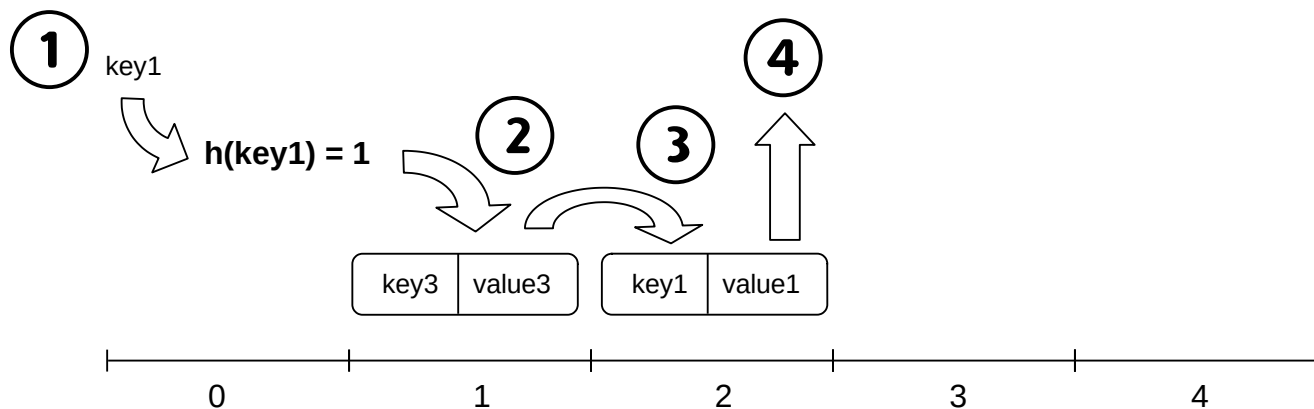 1
key1
h(key1) = 1
2
3
4
key3 value3
key1 value1
0 1 2 3 4